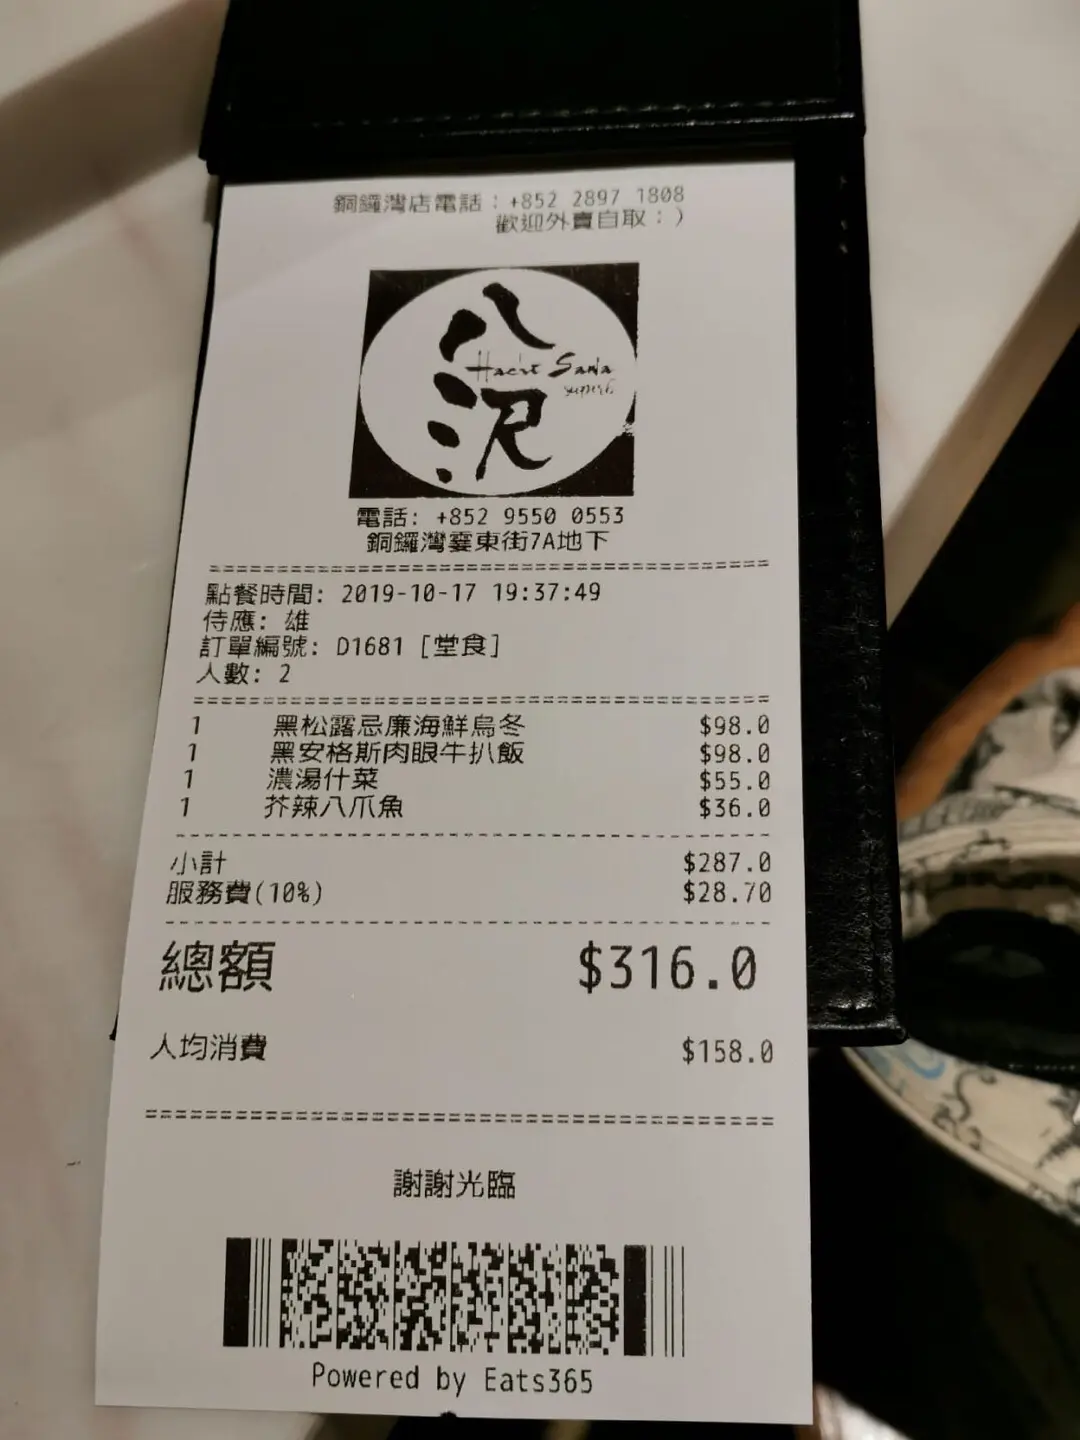 銅鑼灣店電話：+852 2897 1808
歡迎外賣自取：）
八
Hachi Sawa
superb
沢
電話: +852 9550 0553
銅鑼灣霎東街7A地下
點餐時間: 2019-10-17 19:37:49
侍應: 雄
訂單編號: D1681 [堂食]
人數: 2
1 黑松露忌廉海鮮烏冬 $98.0
1 黑安格斯肉眼牛扒飯 $98.0
1 濃湯什菜 $55.0
1 芥辣八爪魚 $36.0
小計 $287.0
服務費(10%) $28.70
總額 $316.0
人均消費 $158.0
謝謝光臨
Powered by Eats365